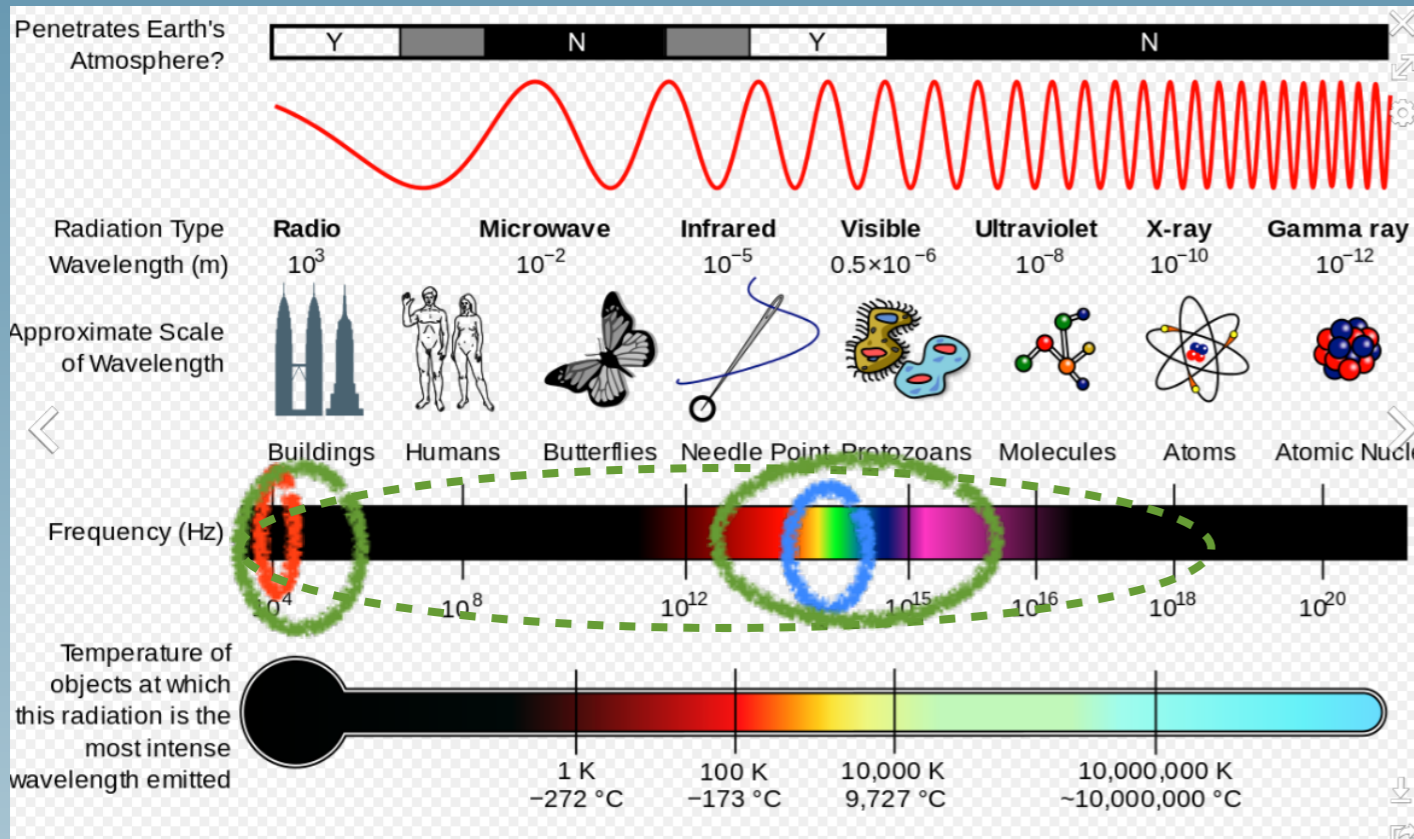 Penetrates Earth's
Atmosphere?
Y N Y N
Radiation Type Radio Microwave Infrared Visible Ultraviolet X-ray Gamma ray
Wavelength (m) 10³ 10⁻² 10⁻⁵ 0.5×10⁻⁶ 10⁻⁸ 10⁻¹⁰ 10⁻¹²
Approximate Scale
of Wavelength
Buildings Humans Butterflies Needle Point Protozoans Molecules Atoms Atomic Nucle
Frequency (Hz)
10⁴ 10⁸ 10¹² 10¹⁵ 10¹⁶ 10¹⁸ 10²⁰
Temperature of
objects at which
this radiation is the
most intense
wavelength emitted
1 K 100 K 10,000 K 10,000,000 K
−272 °C −173 °C 9,727 °C ~10,000,000 °C